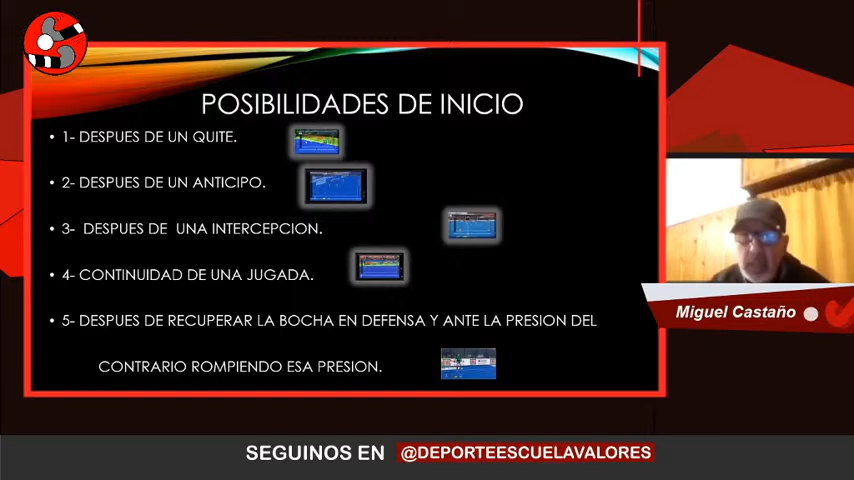 POSIBILIDADES DE INICIO
• 1- DESPUES DE UN QUITE.
• 2- DESPUES DE UN ANTICIPO.
• 3- DESPUES DE UNA INTERCEPCION.
• 4- CONTINUIDAD DE UNA JUGADA.
• 5- DESPUES DE RECUPERAR LA BOCHA EN DEFENSA Y ANTE LA PRESION DEL
CONTRARIO ROMPIENDO ESA PRESION.
Miguel Castaño
SEGUINOS EN @DEPORTEESCUELAVALORES